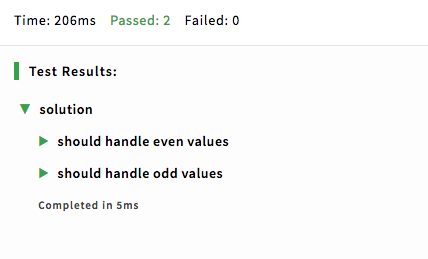 Time: 206ms Passed: 2 Failed: 0
Test Results:
solution
should handle even values
should handle odd values
Completed in 5ms